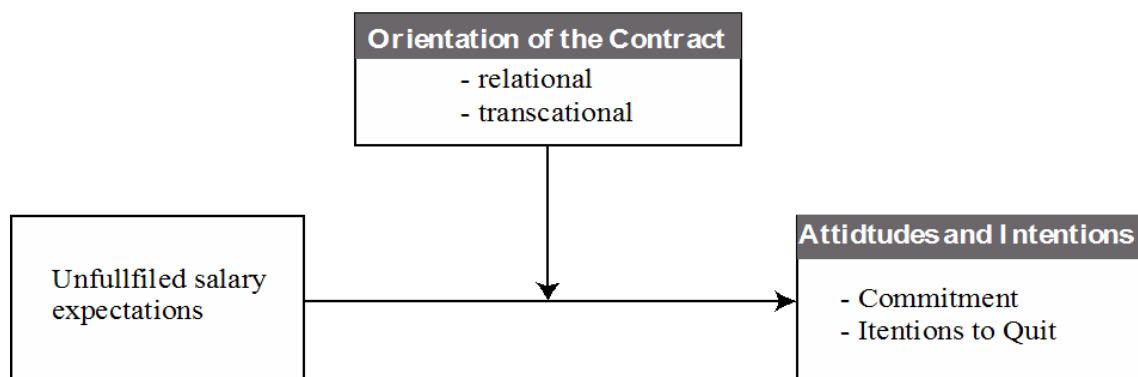 Orientation of the Contract
- relational
- transcational
Unfullfiled salary
expectations
Attidtudes and Intentions
- Commitment
- Itentions to Quit